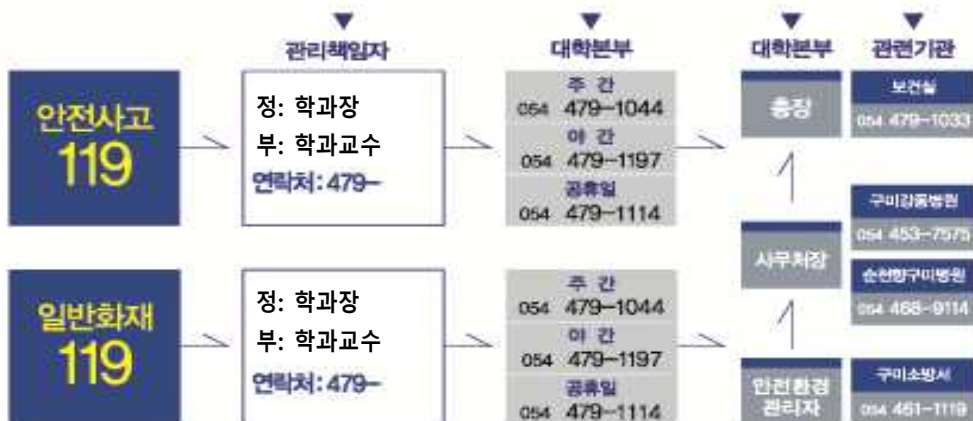 관리책임자
대학본부
대학본부
관련기관
안전사고
119
정: 학과장
부: 학과교수
연락처: 479-
주 간
054 479-1044
야 간
054 479-1197
공휴일
054 479-1114
총장
사무처장
안전환경
관리자
보건실
054 479-1033
구미강동병원
054 453-7575
순천향구미병원
054 468-9114
구미소방서
054 461-1119
일반화재
119
정: 학과장
부: 학과교수
연락처: 479-
주 간
054 479-1044
야 간
054 479-1197
공휴일
054 479-1114